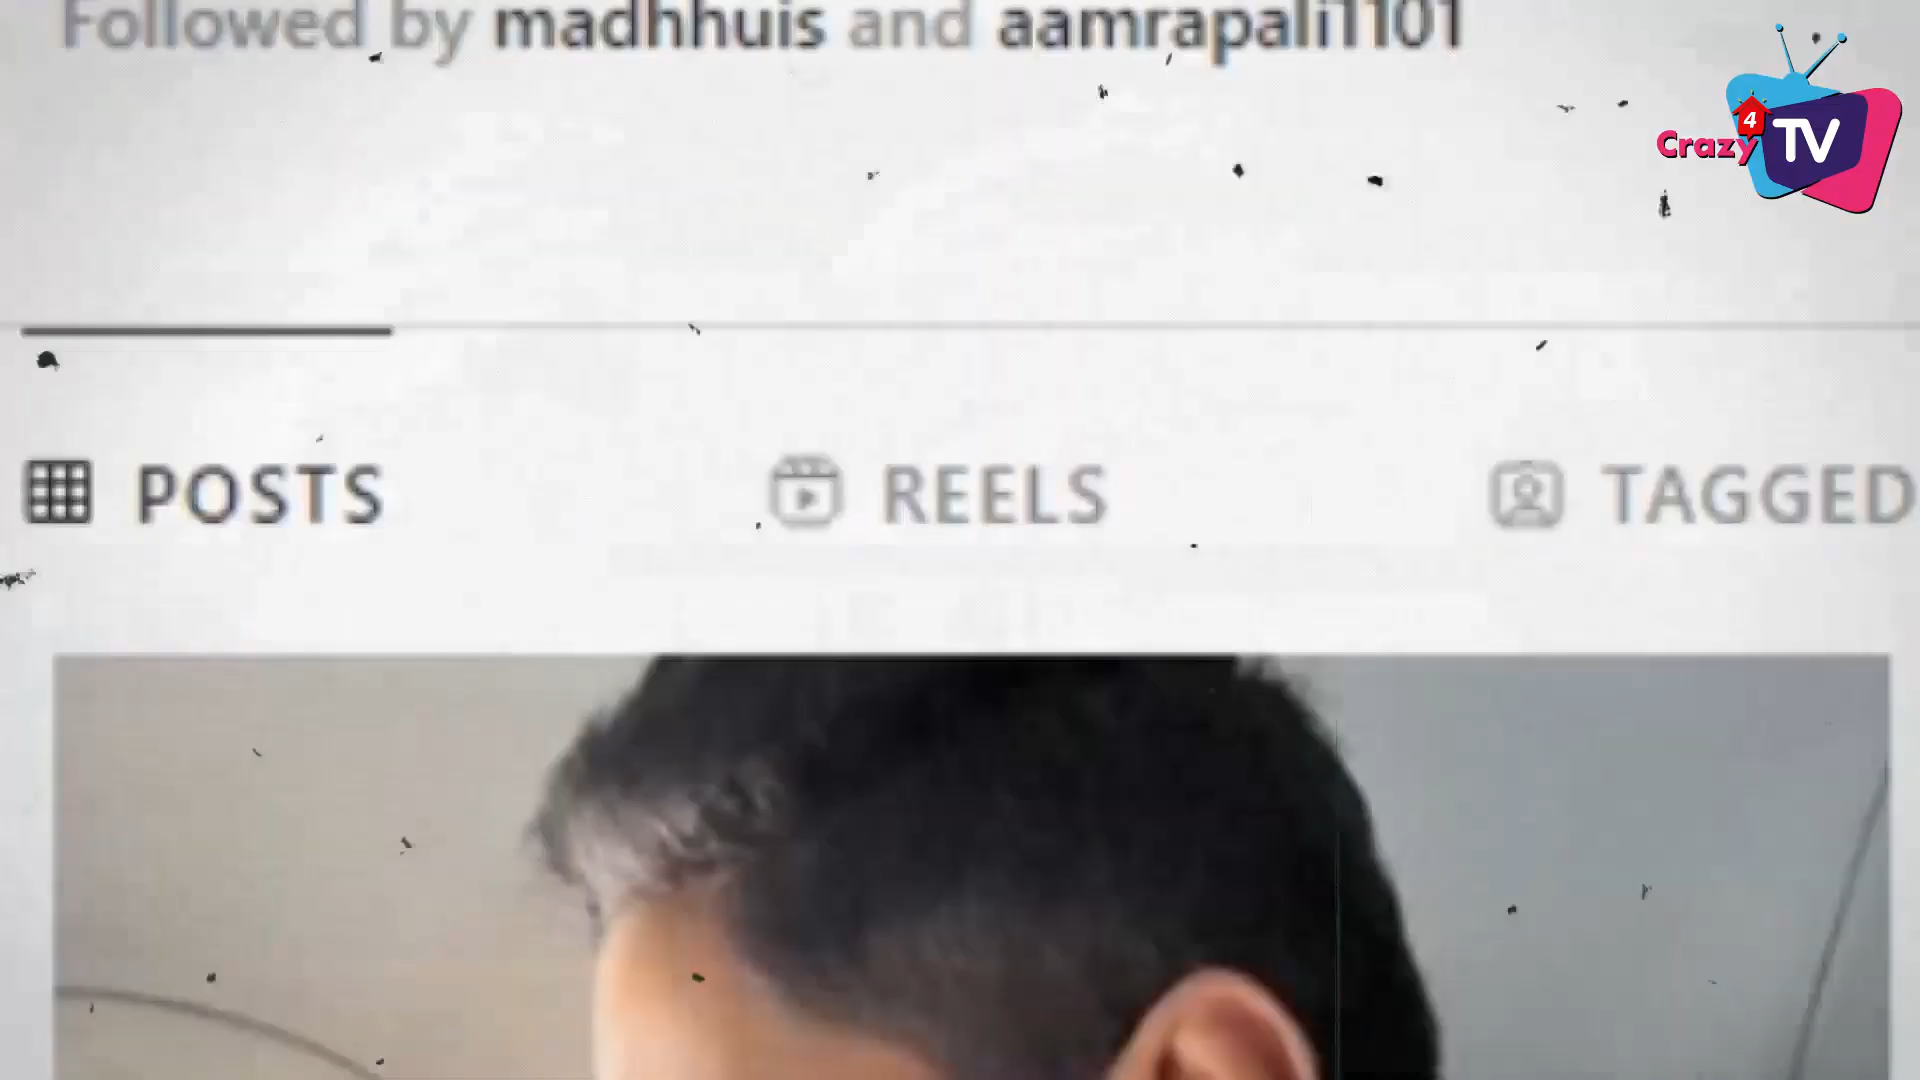 Followed by madhhuis and aamrapali1101
Crazy 4 TV
POSTS REELS TAGGED